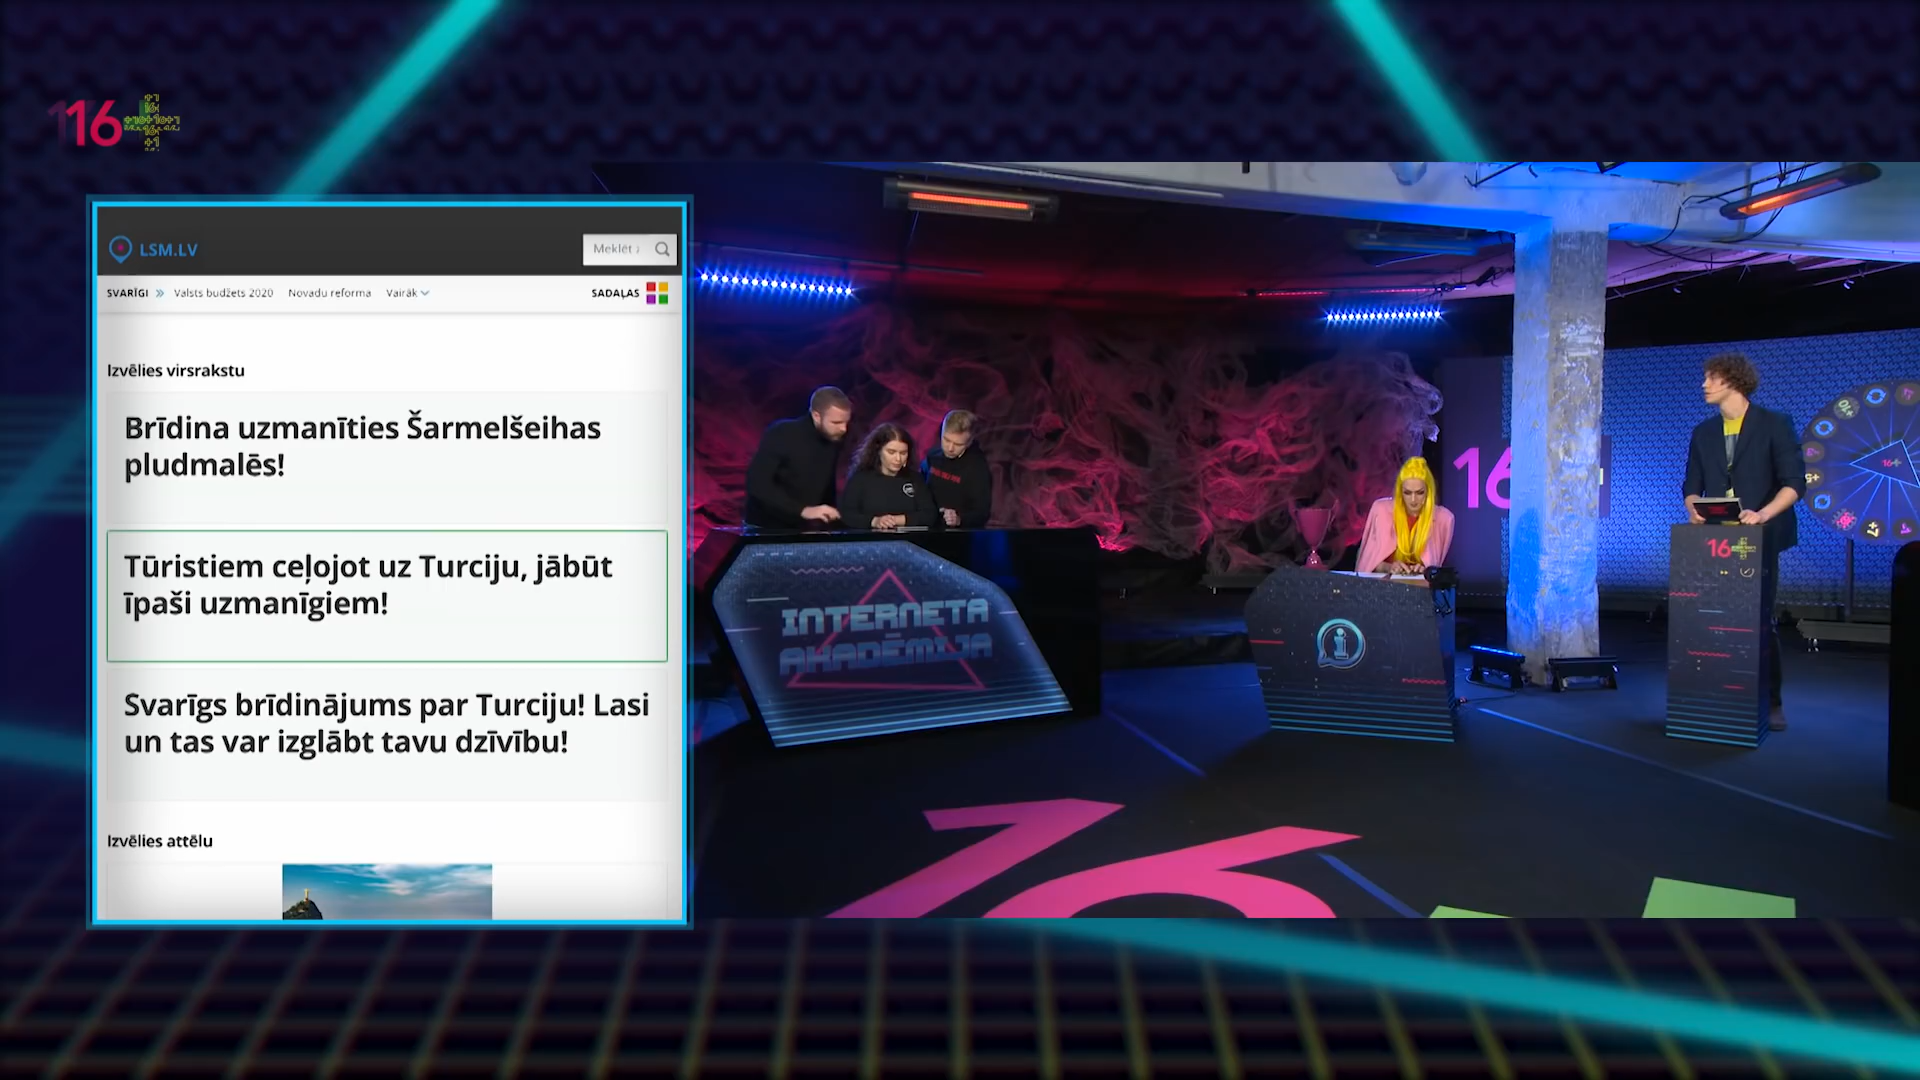 16+
LSM.LV
Meklēt
SVARĪGI » Valsts budžets 2020 Novadu reforma Vairāk
SADAĻAS
Izvēlies virsrakstu
Brīdina uzmanīties Šarmelšeihas
pludmalēs!
Tūristiem ceļojot uz Turciju, jābūt
īpaši uzmanīgiem!
Svarīgs brīdinājums par Turciju! Lasi
un tas var izglābt tavu dzīvību!
Izvēlies attēlu
INTERNETA
AKADĒMIJA
i
16
16
16